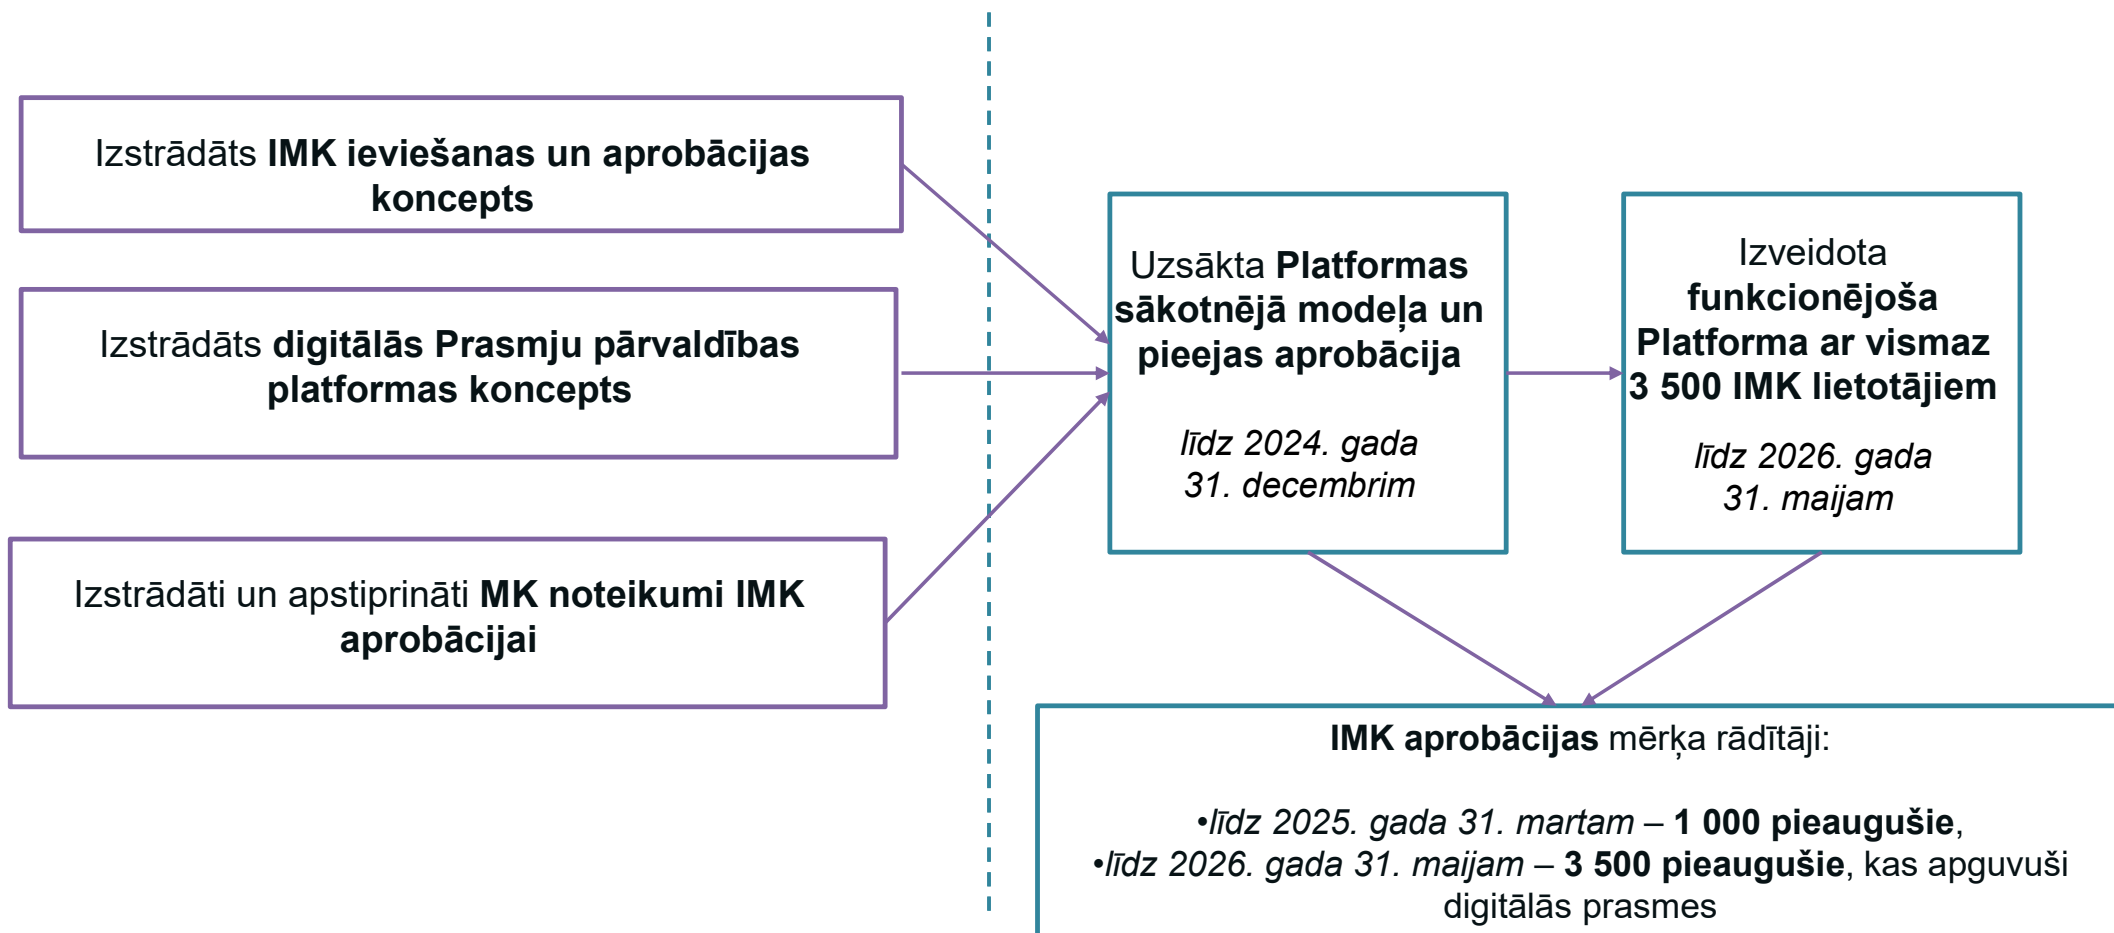 Izstrādāts IMK ieviešanas un aprobācijas
koncepts
Izstrādāts digitālās Prasmju pārvaldības
platformas koncepts
Izstrādāti un apstiprināti MK noteikumi IMK
aprobācijai
Uzsākta Platformas
sākotnējā modeļa un
pieejas aprobācija
līdz 2024. gada
31. decembrim
Izveidota
funkcionējoša
Platforma ar vismaz
3 500 IMK lietotājiem
līdz 2026. gada
31. maijam
IMK aprobācijas mērķa rādītāji:
•līdz 2025. gada 31. martam – 1 000 pieaugušie,
•līdz 2026. gada 31. maijam – 3 500 pieaugušie, kas apguvuši
digitālās prasmes